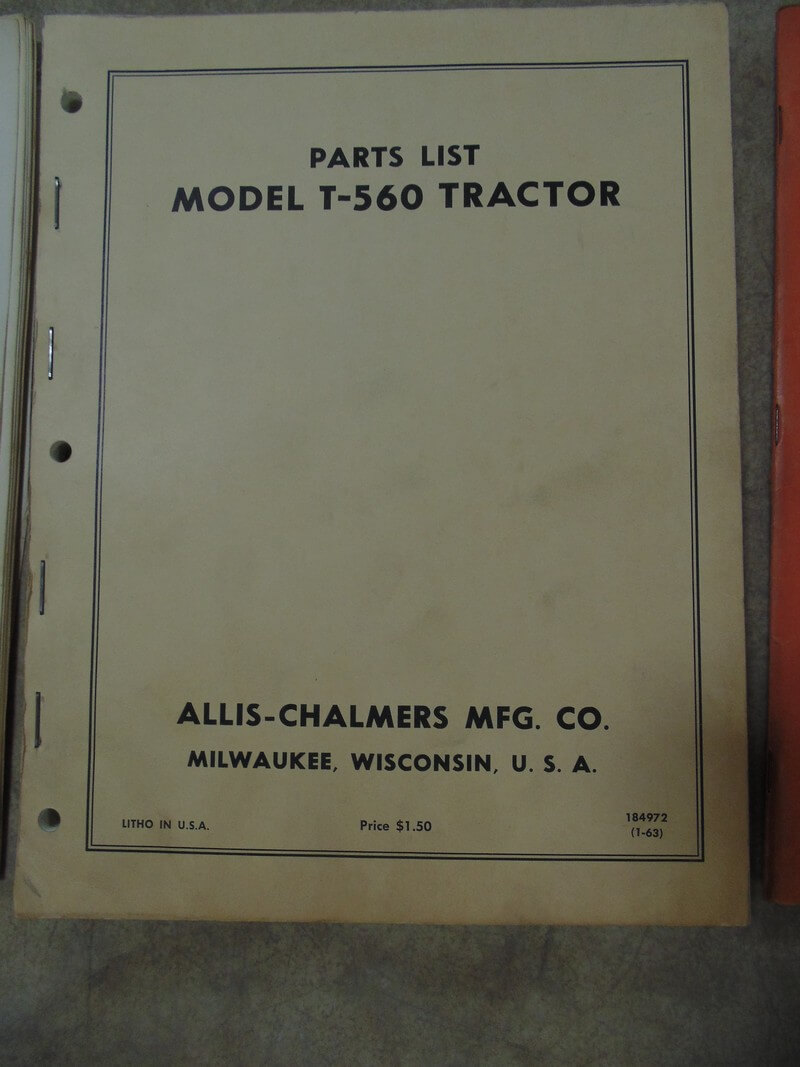 PARTS LIST
MODEL T-560 TRACTOR
ALLIS-CHALMERS MFG. CO.
MILWAUKEE, WISCONSIN, U. S. A.
LITHO IN U.S.A.
Price $1.50
184972
(1-63)